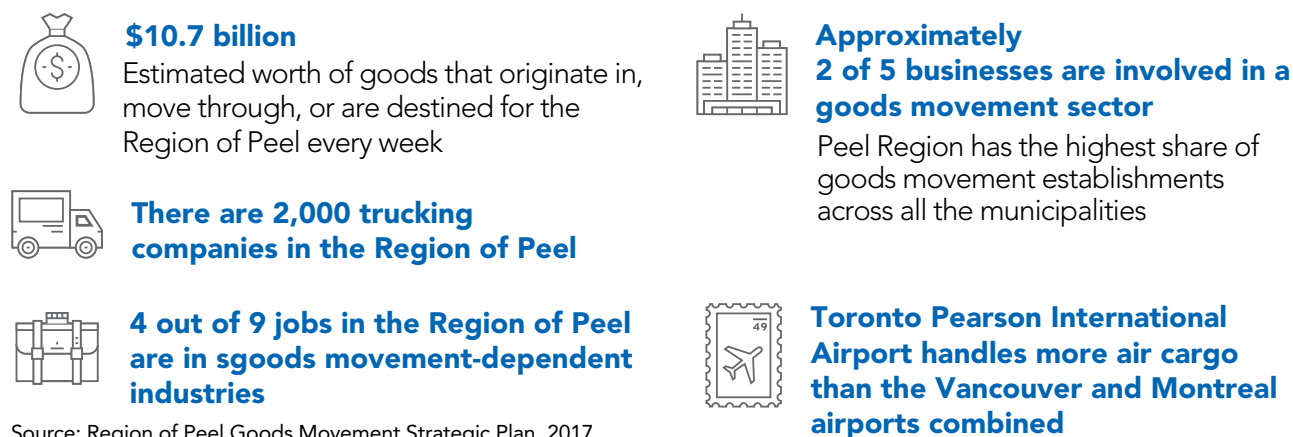 $10.7 billion
Estimated worth of goods that originate in,
move through, or are destined for the
Region of Peel every week
There are 2,000 trucking
companies in the Region of Peel
4 out of 9 jobs in the Region of Peel
are in sgoods movement-dependent
industries
Source: Region of Peel Goods Movement Strategic Plan, 2017
Approximately
2 of 5 businesses are involved in a
goods movement sector
Peel Region has the highest share of
goods movement establishments
across all the municipalities
49
Toronto Pearson International
Airport handles more air cargo
than the Vancouver and Montreal
airports combined